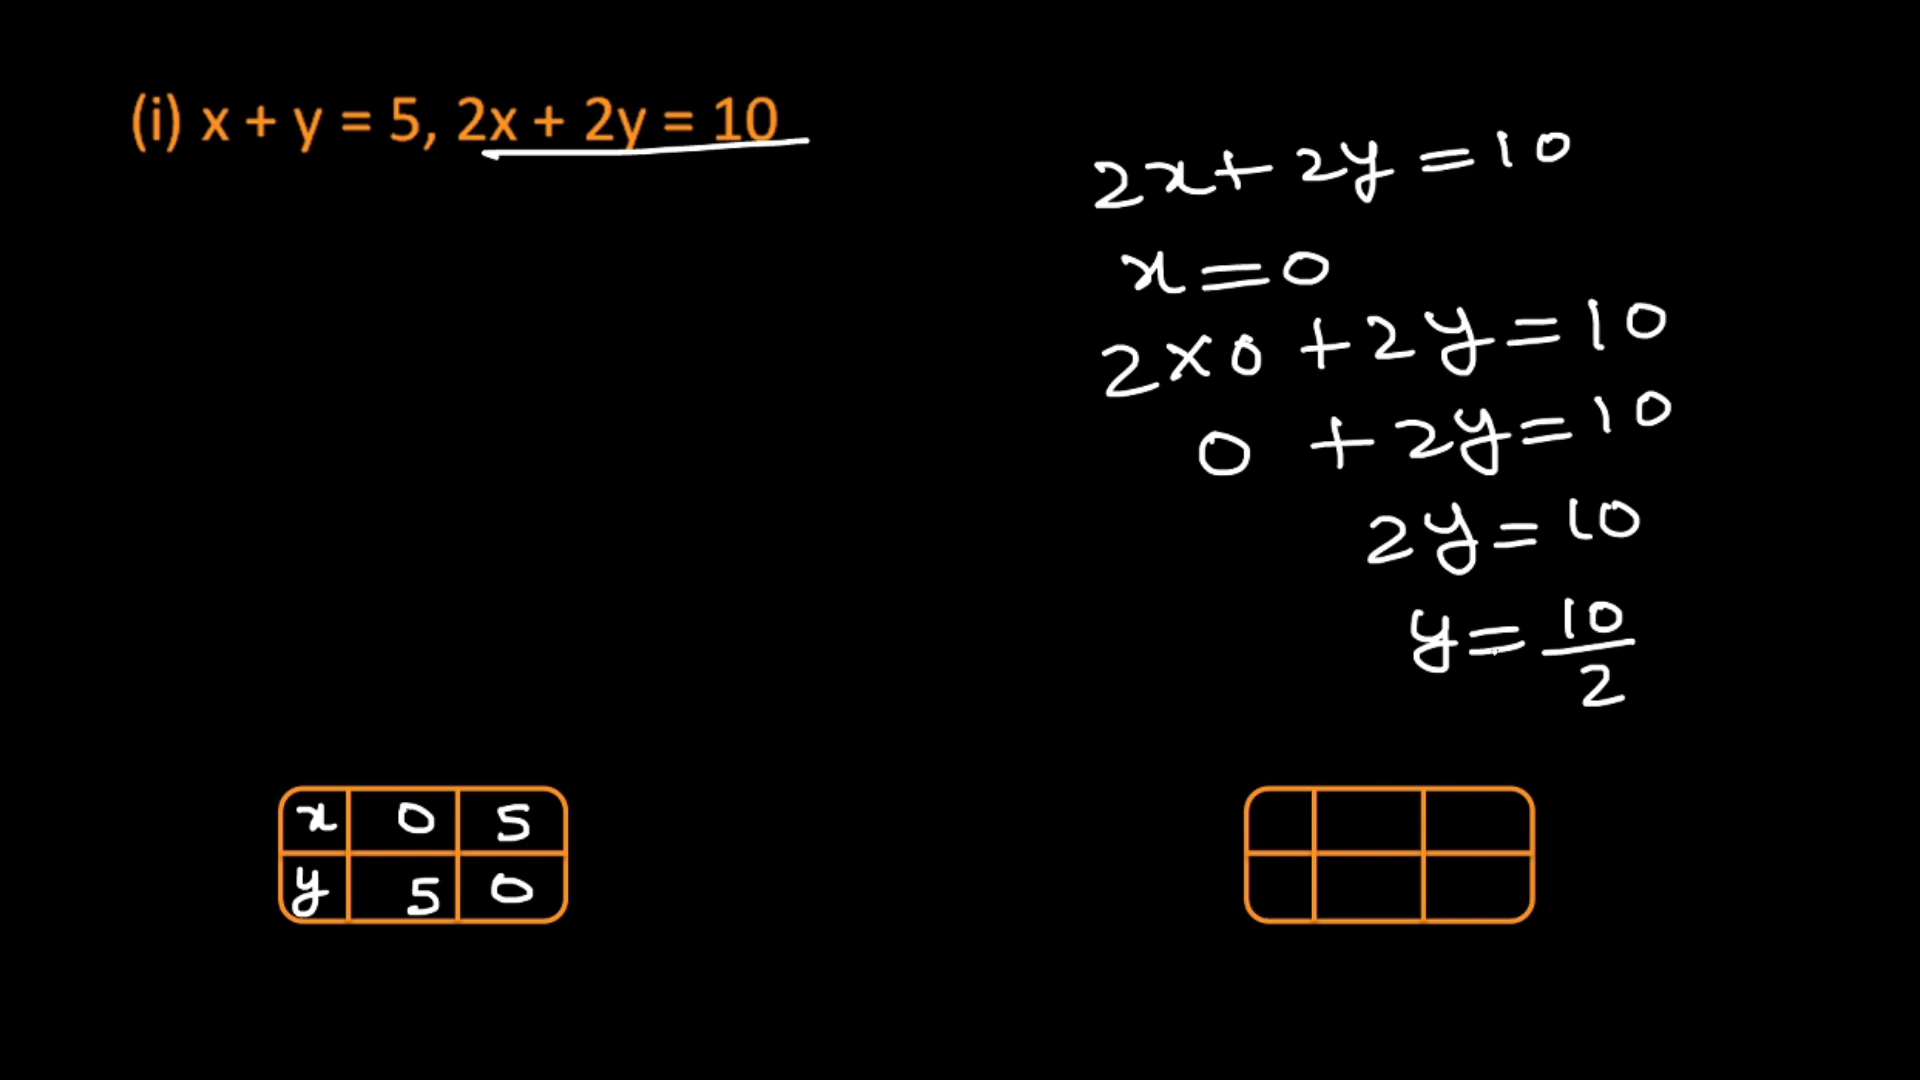 (i) x + y = 5, 2x + 2y = 10
2x + 2y = 10
x = 0
2 × 0 + 2y = 10
0 + 2y = 10
2y = 10
y = 10/2
x 0 5
y 5 0